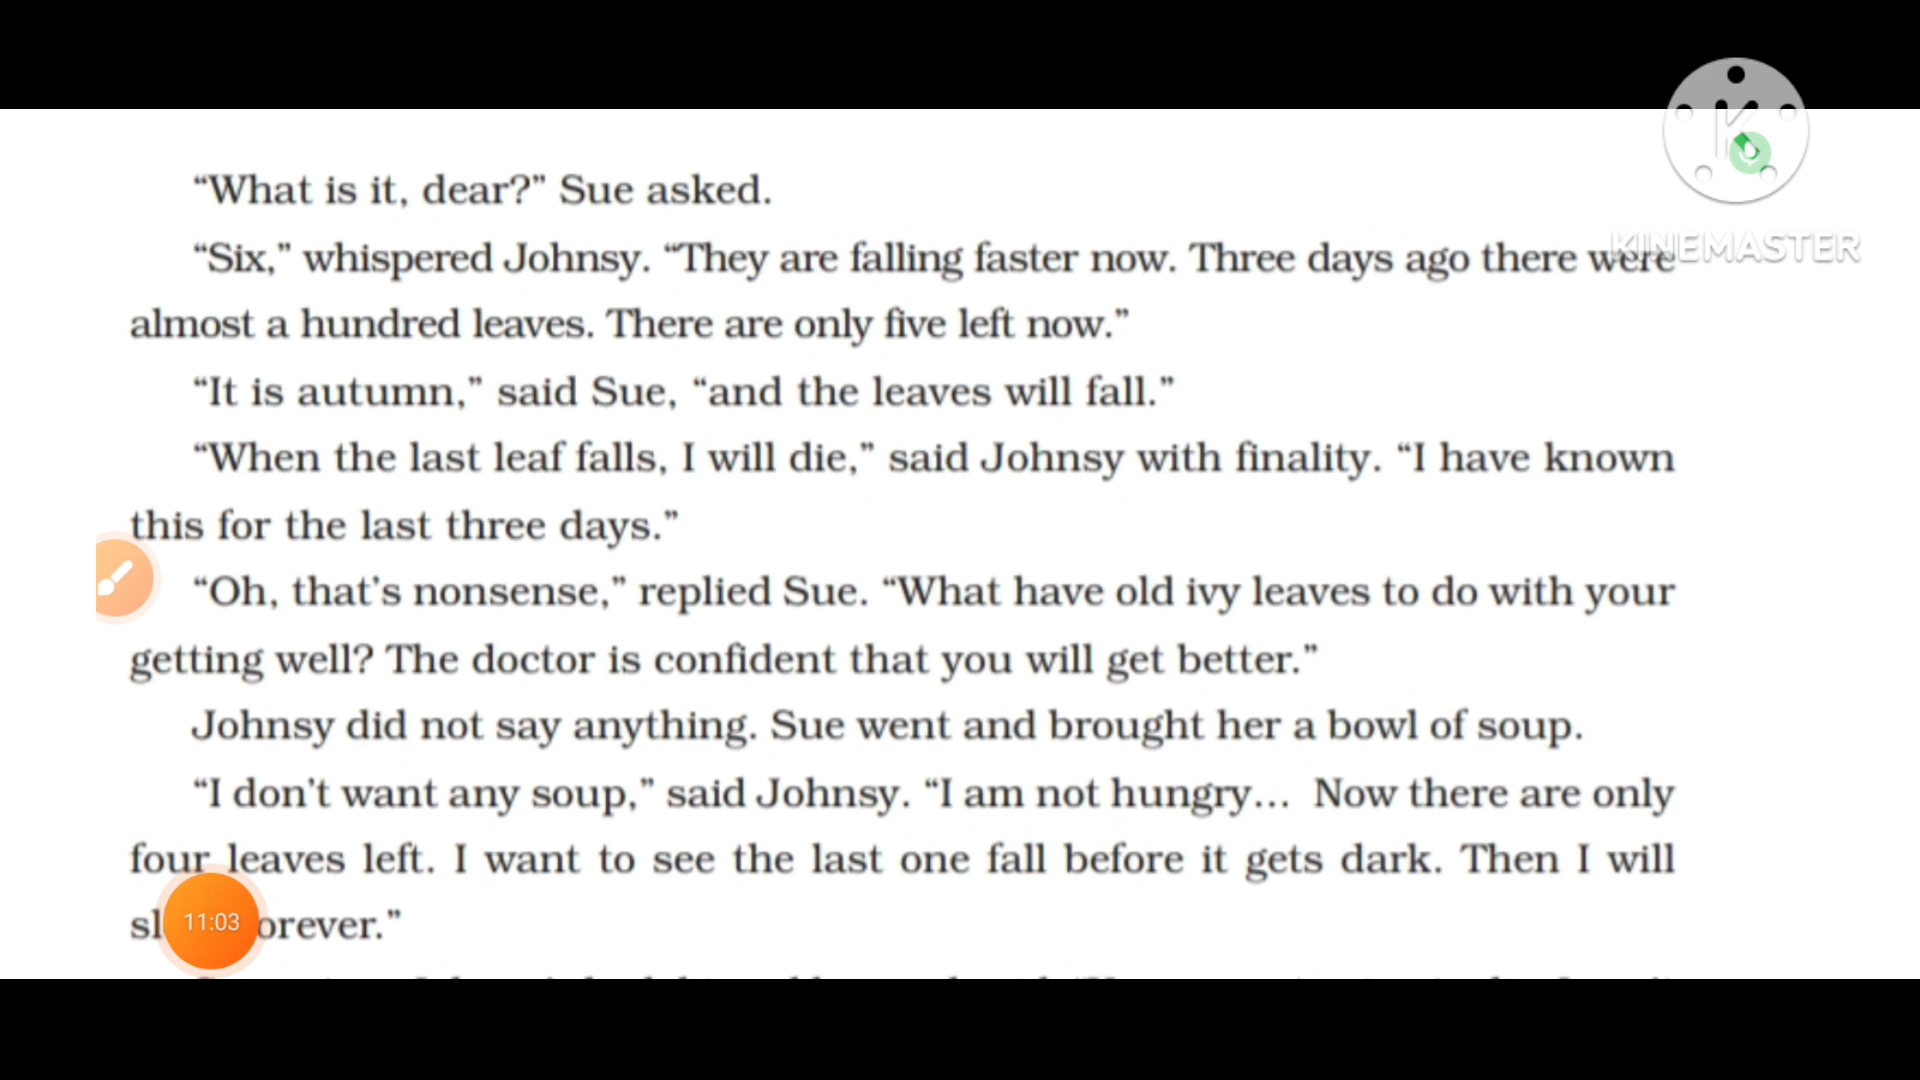 KINEMASTER
“What is it, dear?” Sue asked.
“Six,” whispered Johnsy. “They are falling faster now. Three days ago there were
almost a hundred leaves. There are only five left now.”
“It is autumn,” said Sue, “and the leaves will fall.”
“When the last leaf falls, I will die,” said Johnsy with finality. “I have known
this for the last three days.”
“Oh, that’s nonsense,” replied Sue. “What have old ivy leaves to do with your
getting well? The doctor is confident that you will get better.”
Johnsy did not say anything. Sue went and brought her a bowl of soup.
“I don’t want any soup,” said Johnsy. “I am not hungry... Now there are only
four leaves left. I want to see the last one fall before it gets dark. Then I will
11:03